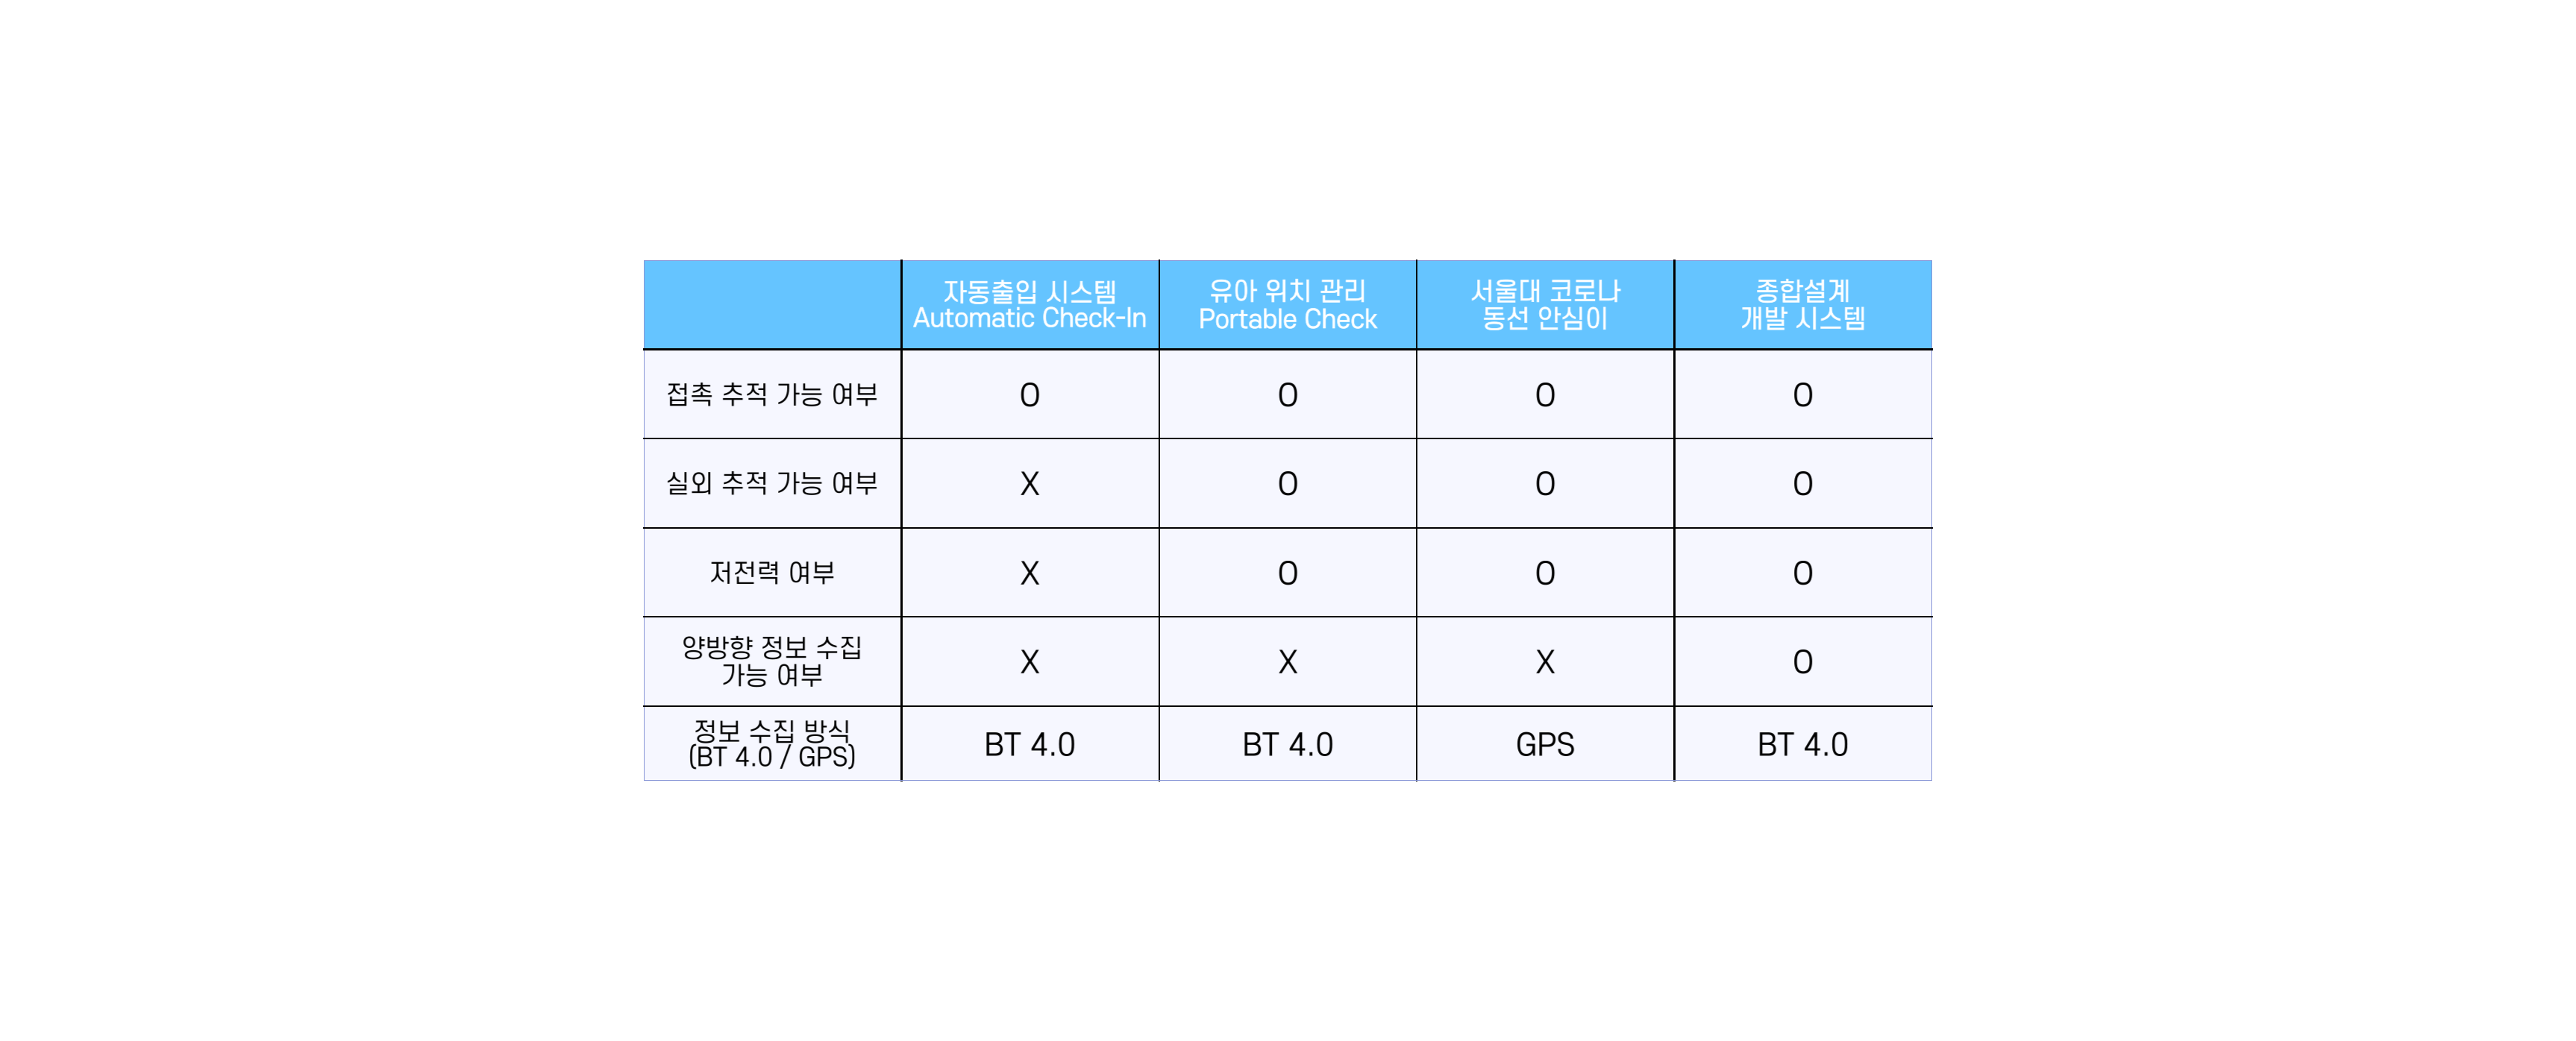 자동출입 시스템
Automatic Check-In
유아 위치 관리
Portable Check
서울대 코로나
동선 안심이
종합설계
개발 시스템
접촉 추적 가능 여부
O
O
O
O
실외 추적 가능 여부
X
O
O
O
저전력 여부
X
O
O
O
양방향 정보 수집
가능 여부
X
X
X
O
정보 수집 방식
(BT 4.0 / GPS)
BT 4.0
BT 4.0
GPS
BT 4.0